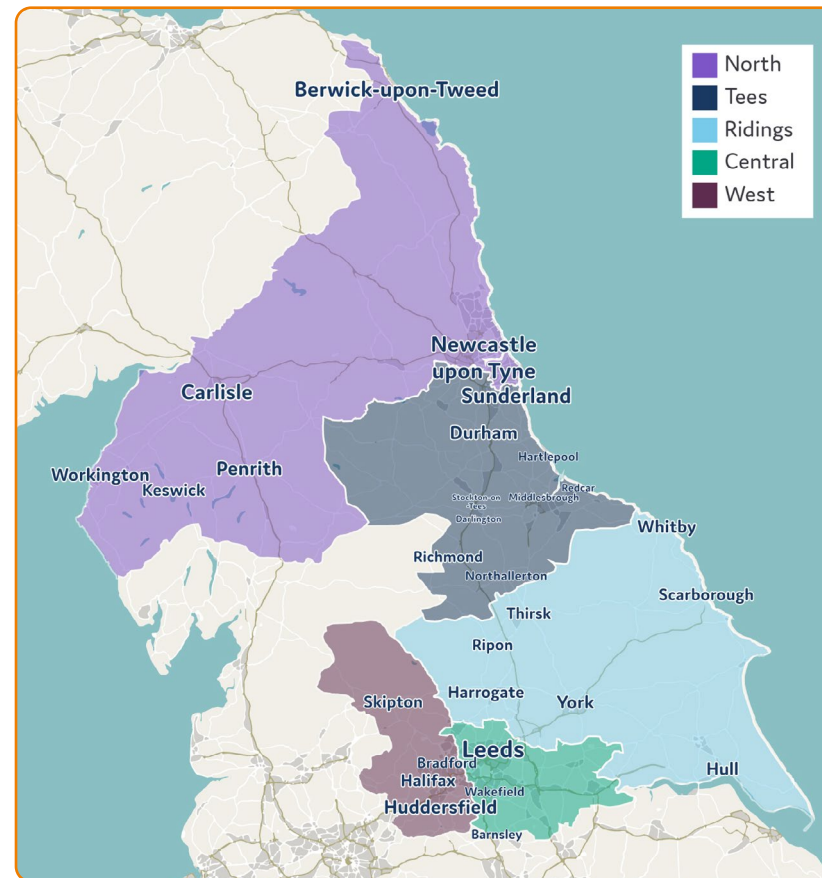 North
Tees
Ridings
Central
West
Berwick-upon-Tweed
Newcastle
upon Tyne
Sunderland
Carlisle
Durham
Hartlepool
Workington
Penrith
Keswick
Redcar
Stockton-on
-Tees
Middlesbrough
Darlington
Whitby
Richmond
Northallerton
Scarborough
Thirsk
Ripon
Harrogate
Skipton
York
Leeds
Bradford
Hull
Halifax
Wakefield
Huddersfield
Barnsley